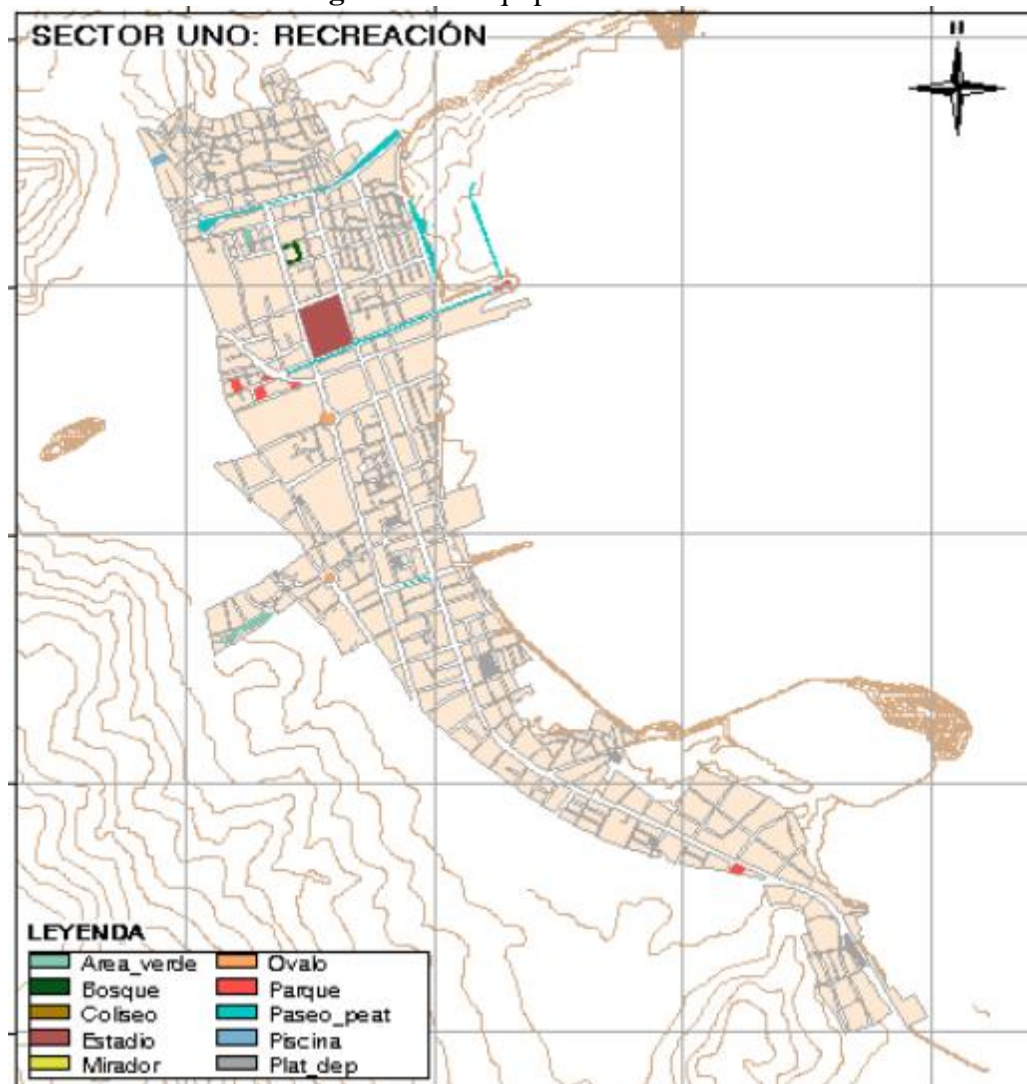 SECTOR UNO: RECREACIÓN
LEYENDA
Area_verde
Bosque
Coliseo
Estadio
Mirador
Ovalo
Parque
Paseo_peat
Piscina
Plat_dep